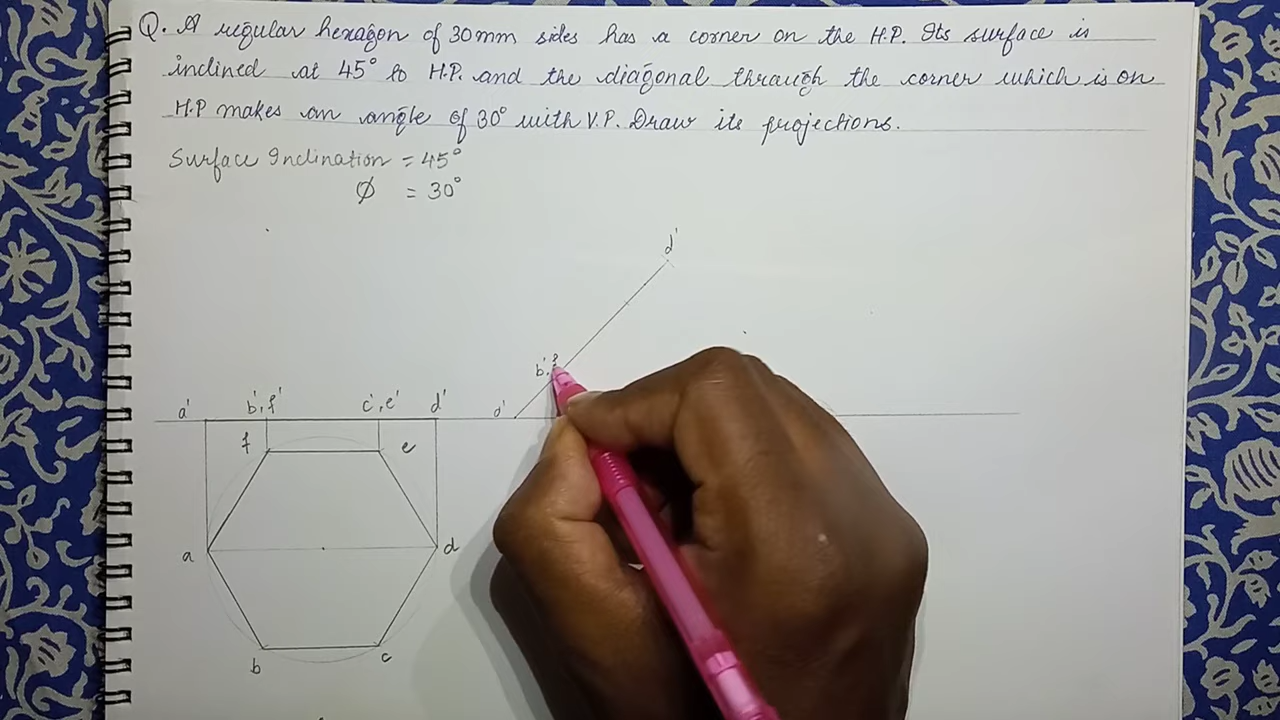 Q. A regular hexagon of 30mm sides has a corner on the H.P. Its surface is
inclined at 45° to H.P. and the diagonal through the corner which is on
H.P makes an angle of 30° with V.P. Draw its projections.
Surface Inclination = 45°
Ø = 30°
d'
b', f
a' b', f' c', e' d' a'
f e
a d
b c